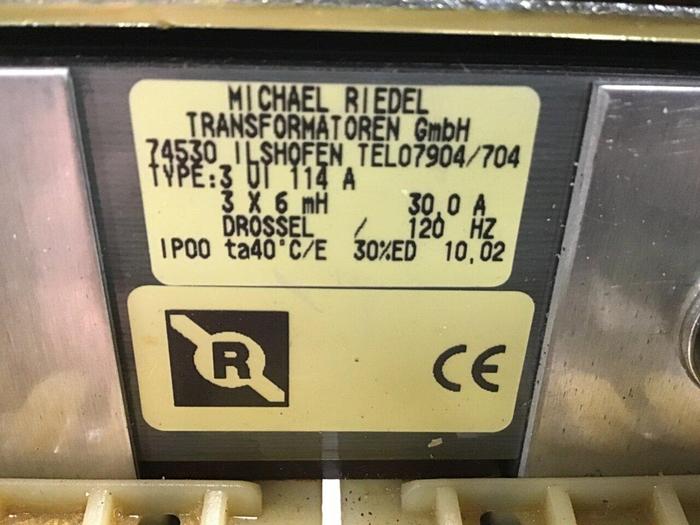 MICHAEL RIEDEL
TRANSFORMATOREN GmbH
74530 ILSHOFEN TEL07904/704
TYPE:3 UI 114 A
3 X 6 mH 30,0 A
DROSSEL / 120 HZ
IP00 ta40°C/E 30%ED 10,02
R
CE